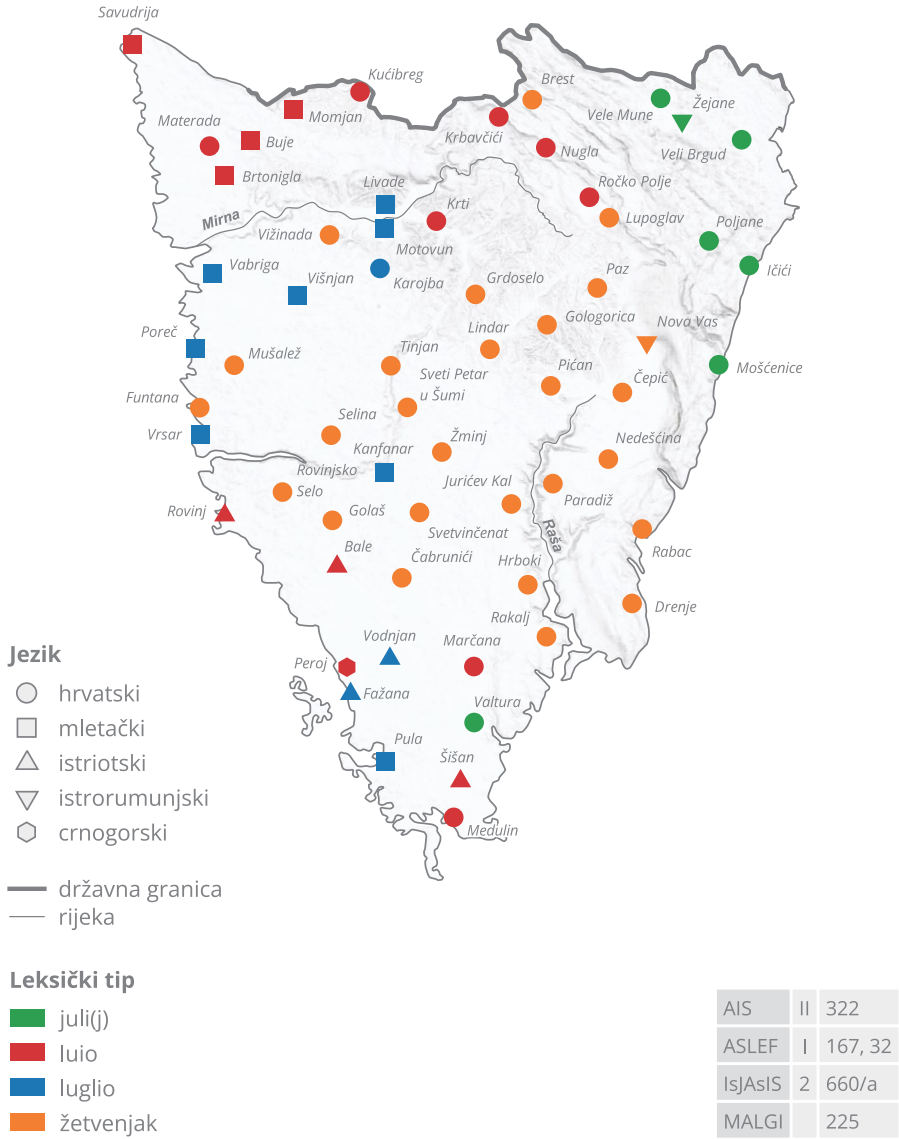 Savudrija
Kućibreg
Brest
Vele Mune
Žejane
Materada
Momjan
Buje
Krbavčići
Nugla
Veli Brgud
Brtonigla
Livade
Krti
Ročko Polje
Mirna
Lupoglav
Poljane
Vižinada
Motovun
Vabriga
Višnjan
Karojba
Grdoselo
Paz
Ičići
Gologorica
Nova Vas
Poreč
Lindar
Mušalež
Tinjan
Pićan
Čepić
Mošćenice
Sveti Petar
u Šumi
Funtana
Selina
Vrsar
Kanfanar
Žminj
Nedešćina
Rovinjsko
Selo
Jurićev Kal
Paradiž
Rovinj
Golaš
Svetvinčenat
Raša
Bale
Čabrunići
Hrboki
Rabac
Rakalj
Drenje
Vodnjan
Marčana
Peroj
Fažana
Valtura
Pula
Šišan
Medulin
Jezik
hrvatski
mletački
istriotski
istrorumunjski
crnogorski
državna granica
rijeka
Leksički tip
juli(j)
luio
luglio
žetvenjak
AIS II 322
ASLEF I 167, 32
IsJAsIS 2 660/a
MALGI 225